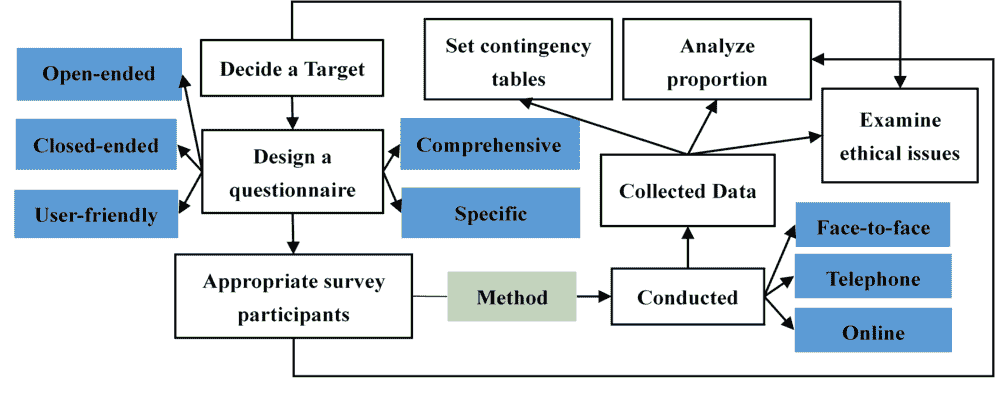 Decide a Target
Open-ended
Closed-ended
User-friendly
Design a
questionnaire
Comprehensive
Specific
Appropriate survey
participants
Method
Conducted
Face-to-face
Telephone
Online
Collected Data
Set contingency
tables
Analyze
proportion
Examine
ethical issues